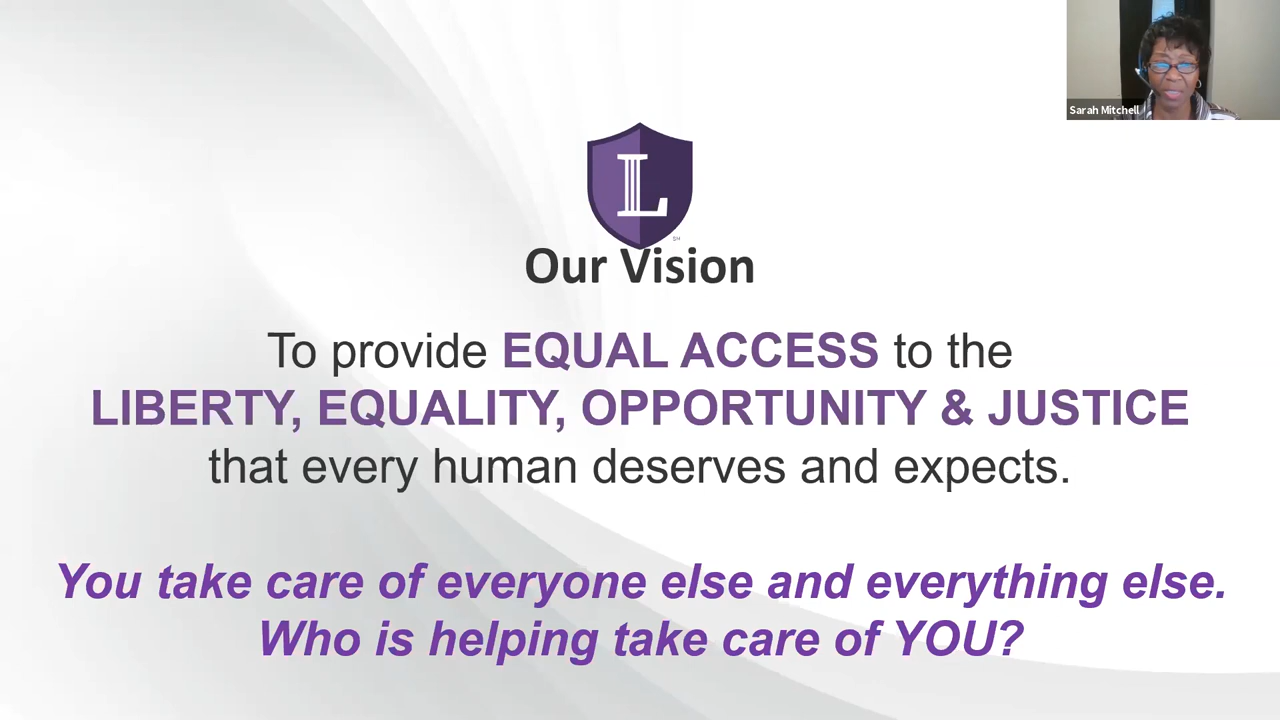 Sarah Mitchell
L
SM
Our Vision
To provide EQUAL ACCESS to the
LIBERTY, EQUALITY, OPPORTUNITY & JUSTICE
that every human deserves and expects.
You take care of everyone else and everything else.
Who is helping take care of YOU?